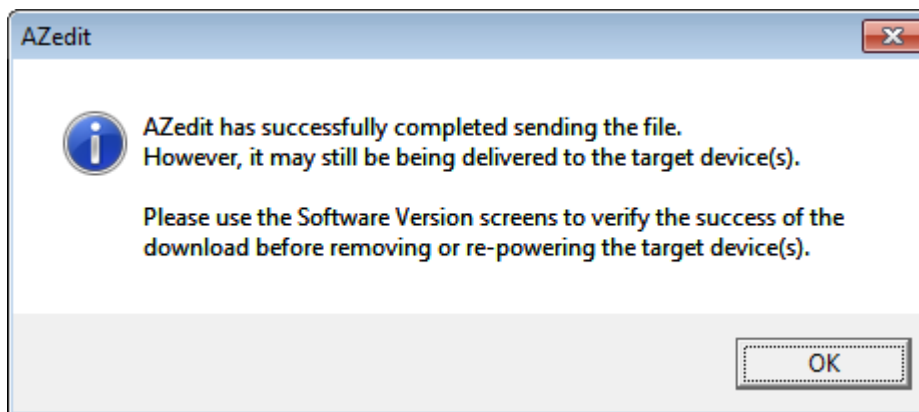 AZedit
AZedit has successfully completed sending the file.
However, it may still be being delivered to the target device(s).
Please use the Software Version screens to verify the success of the
download before removing or re-powering the target device(s).
OK